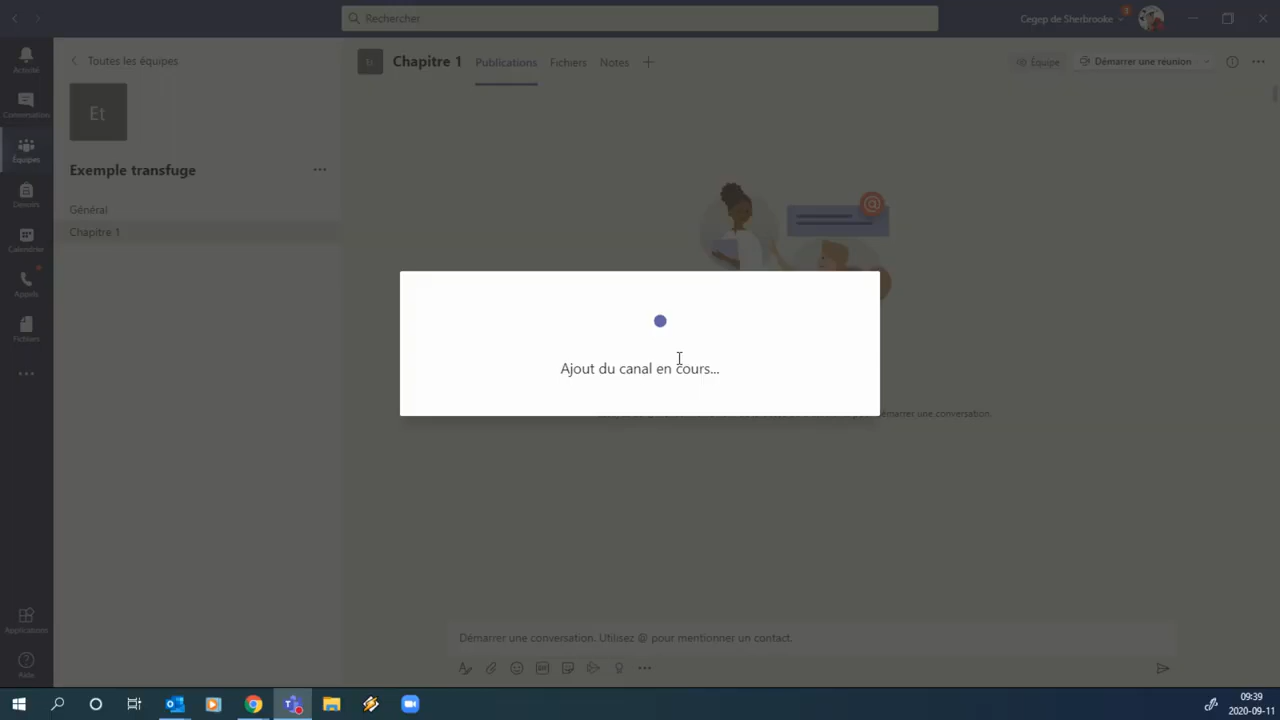 Rechercher
Cegep de Sherbrooke
Activité
Conversation
Équipes
Devoirs
Calendrier
Appels
Fichiers
Applications
Aide
Toutes les équipes
Et
Exemple transfuge
Général
Chapitre 1
Chapitre 1
Publications
Fichiers
Notes
Équipe
Démarrer une réunion
Ajout du canal en cours...
démarrer une conversation.
Démarrer une conversation. Utilisez @ pour mentionner un contact.
09:39
2020-09-11